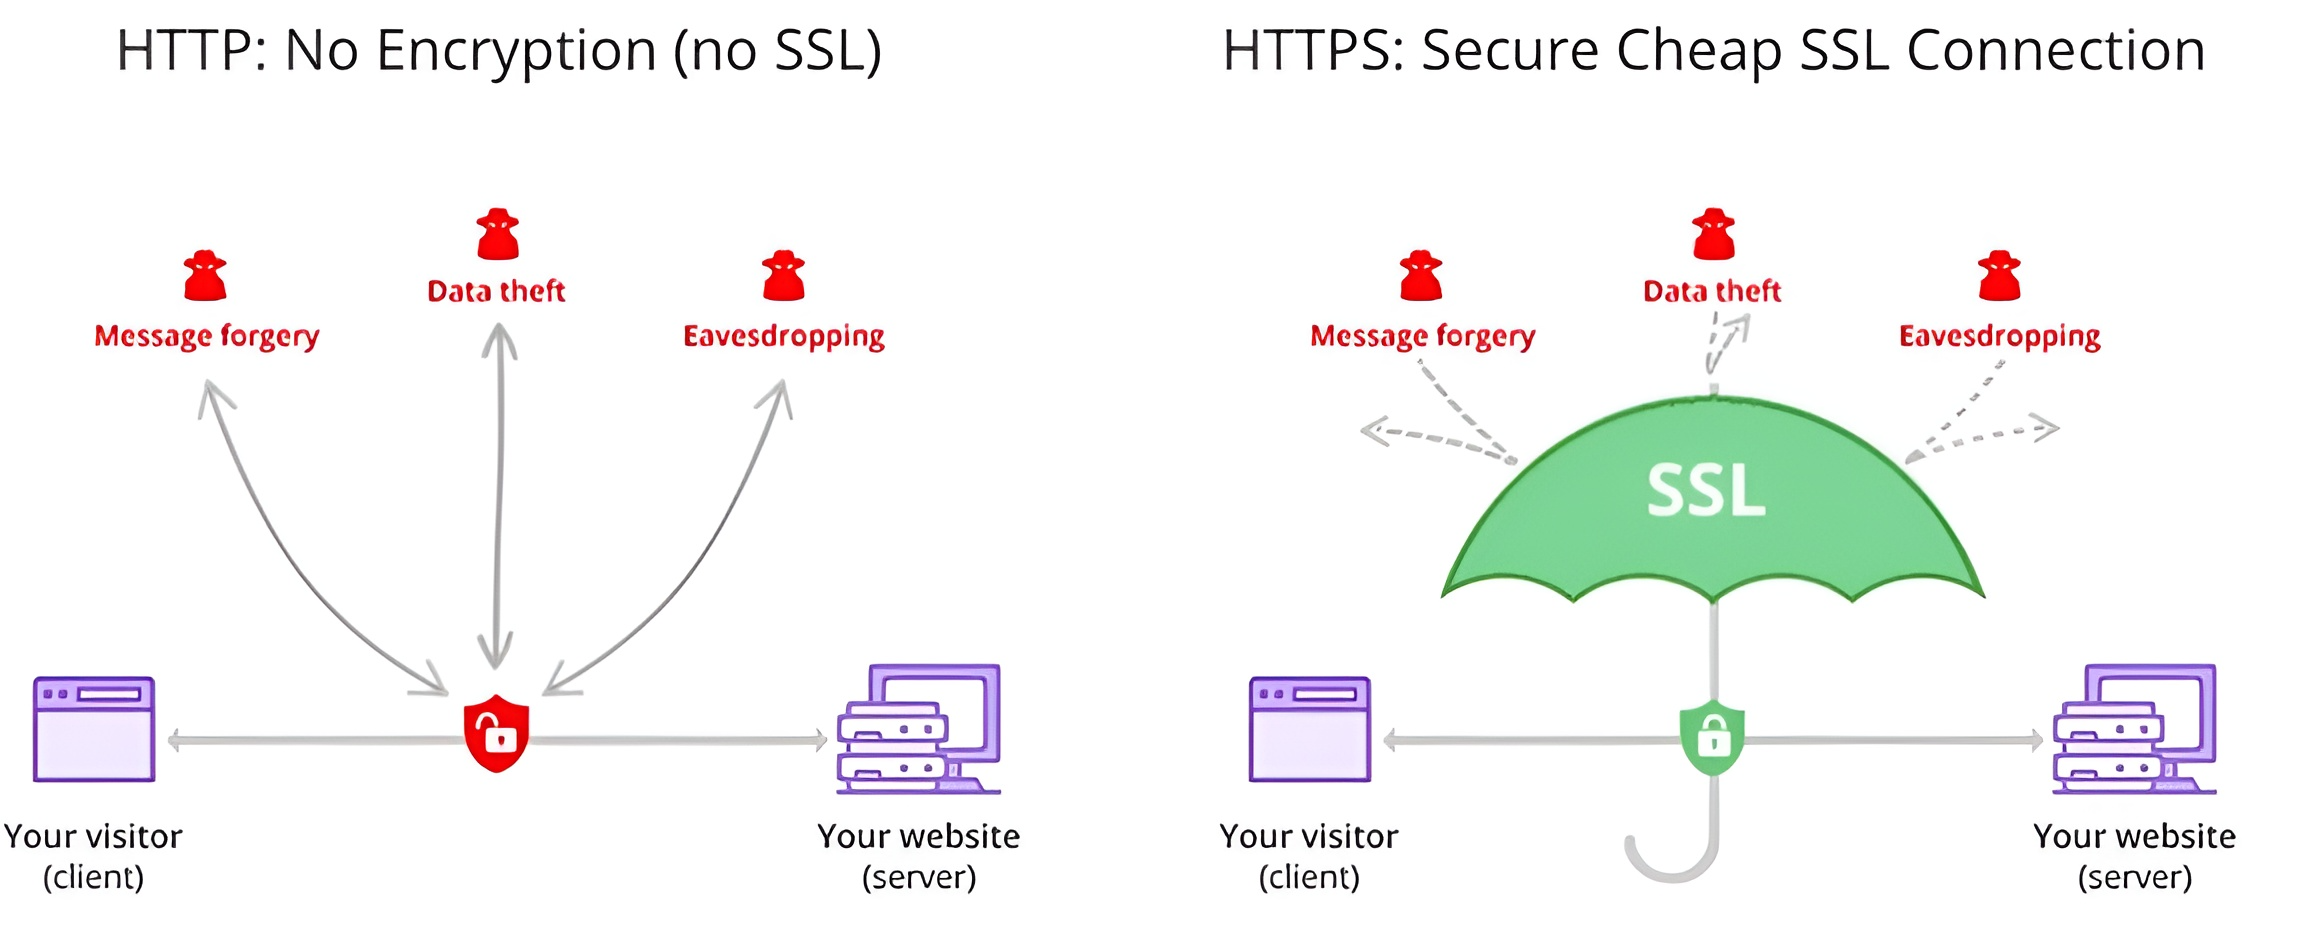 HTTP: No Encryption (no SSL)
Data theft
Message forgery
Eavesdropping
Your visitor
(client)
Your website
(server)
HTTPS: Secure Cheap SSL Connection
Data theft
Message forgery
Eavesdropping
SSL
Your visitor
(client)
Your website
(server)